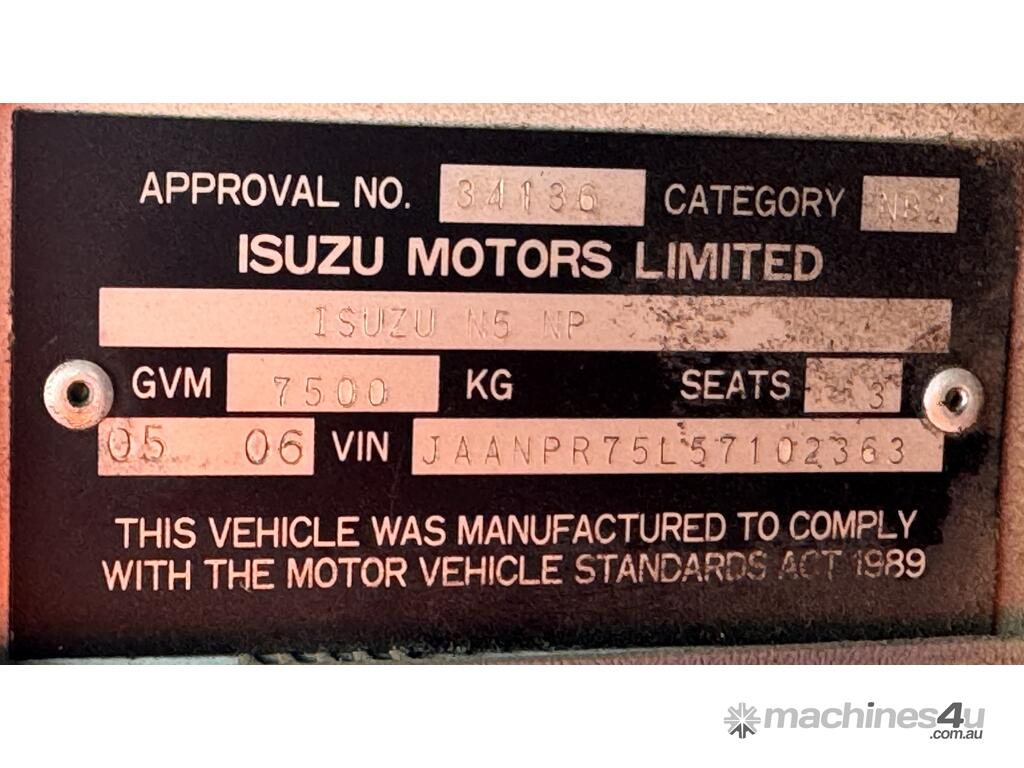 APPROVAL NO. 34136 CATEGORY NB2
ISUZU MOTORS LIMITED
ISUZU N5 NP
GVM 7500 KG SEATS 3
05 06 VIN JAANPR75L57102363
THIS VEHICLE WAS MANUFACTURED TO COMPLY
WITH THE MOTOR VEHICLE STANDARDS ACT 1989
machines4u
.com.au